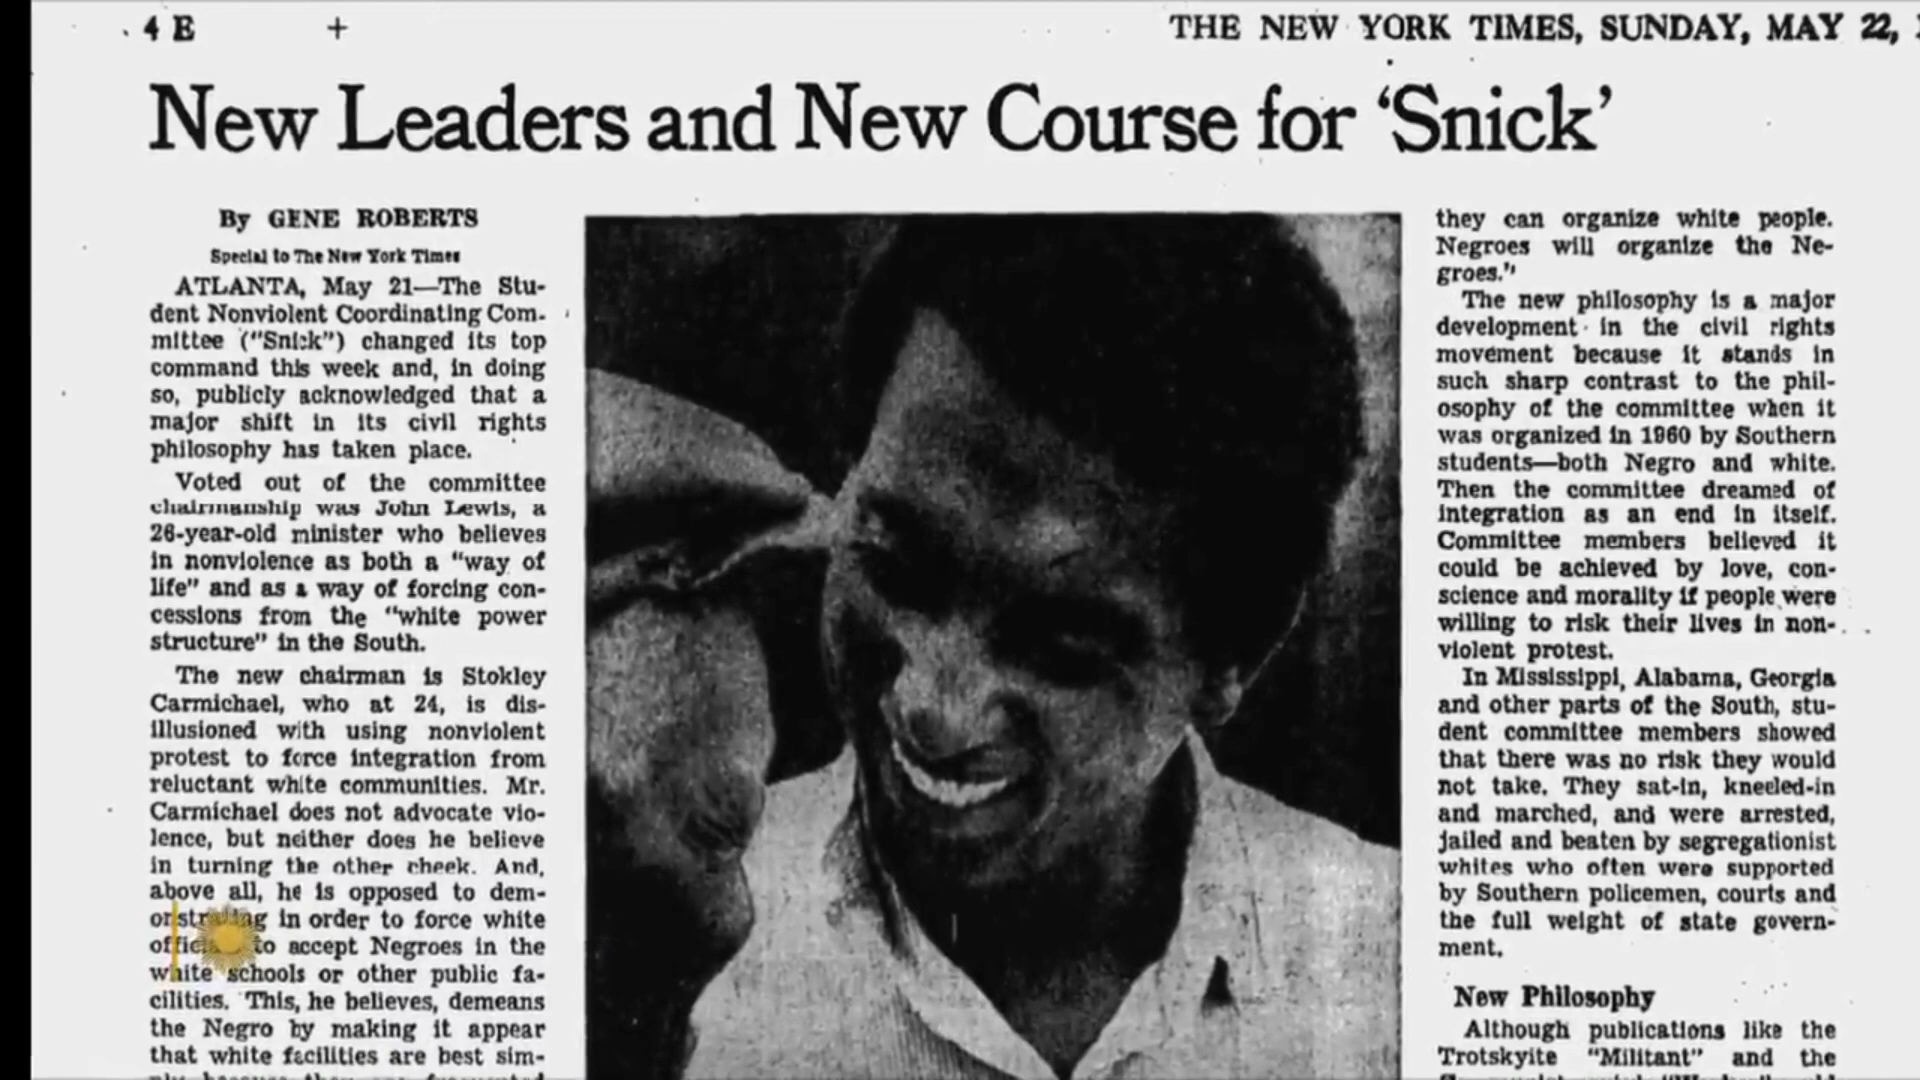 4 E + THE NEW YORK TIMES, SUNDAY, MAY 22,
New Leaders and New Course for ‘Snick’
By GENE ROBERTS
Special to The New York Times
ATLANTA, May 21—The Stu-
dent Nonviolent Coordinating Com-
mittee ("Snick") changed its top
command this week and, in doing
so, publicly acknowledged that a
major shift in its civil rights
philosophy has taken place.
Voted out of the committee
chairmanship was John Lewis, a
26-year-old minister who believes
in nonviolence as both a "way of
life" and as a way of forcing con-
cessions from the "white power
structure" in the South.
The new chairman is Stokley
Carmichael, who at 24, is dis-
illusioned with using nonviolent
protest to force integration from
reluctant white communities. Mr.
Carmichael does not advocate vio-
lence, but neither does he believe
in turning the other cheek. And,
above all, he is opposed to dem-
onstrating in order to force white
officials to accept Negroes in the
white schools or other public fa-
cilities. This, he believes, demeans
the Negro by making it appear
that white facilities are best sim-
they can organize white people.
Negroes will organize the Ne-
groes."
The new philosophy is a major
development in the civil rights
movement because it stands in
such sharp contrast to the phil-
osophy of the committee when it
was organized in 1960 by Southern
students—both Negro and white.
Then the committee dreamed of
integration as an end in itself.
Committee members believed it
could be achieved by love, con-
science and morality if people were
willing to risk their lives in non-
violent protest.
In Mississippi, Alabama, Georgia
and other parts of the South, stu-
dent committee members showed
that there was no risk they would
not take. They sat-in, kneeled-in
and marched, and were arrested,
jailed and beaten by segregationist
whites who often were supported
by Southern policemen, courts and
the full weight of state govern-
ment.
New Philosophy
Although publications like the
Trotskyite "Militant" and the